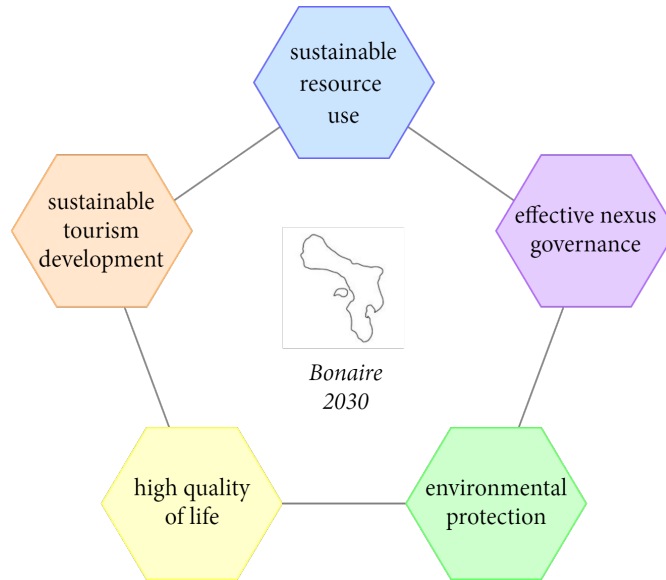 sustainable
resource
use
sustainable
tourism
development
effective nexus
governance
Bonaire
2030
high quality
of life
environmental
protection